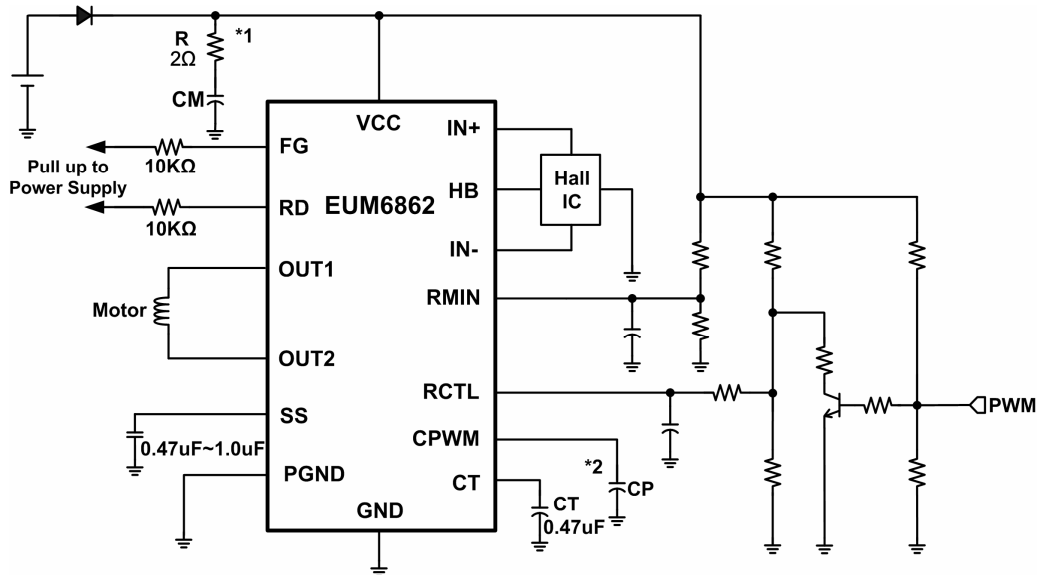 R
2Ω
*1
CM
VCC
FG
10KΩ
Pull up to
Power Supply
RD
10KΩ
EUM6862
IN+
HB
IN-
Hall
IC
OUT1
Motor
OUT2
RMIN
RCTL
PWM
SS
0.47uF~1.0uF
CPWM
*2
CP
PGND
CT
CT
0.47uF
GND